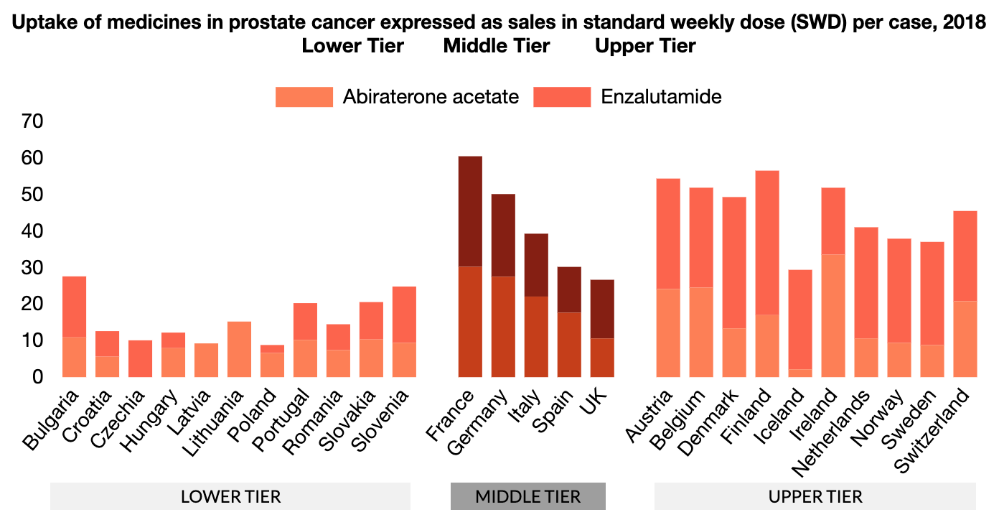 Uptake of medicines in prostate cancer expressed as sales in standard weekly dose (SWD) per case, 2018
Lower Tier Middle Tier Upper Tier
Abiraterone acetate Enzalutamide
70
60
50
40
30
20
10
0
Bulgaria
Croatia
Czechia
Hungary
Latvia
Lithuania
Poland
Portugal
Romania
Slovakia
Slovenia
France
Germany
Italy
Spain
UK
Austria
Belgium
Denmark
Finland
Iceland
Ireland
Netherlands
Norway
Sweden
Switzerland
LOWER TIER MIDDLE TIER UPPER TIER